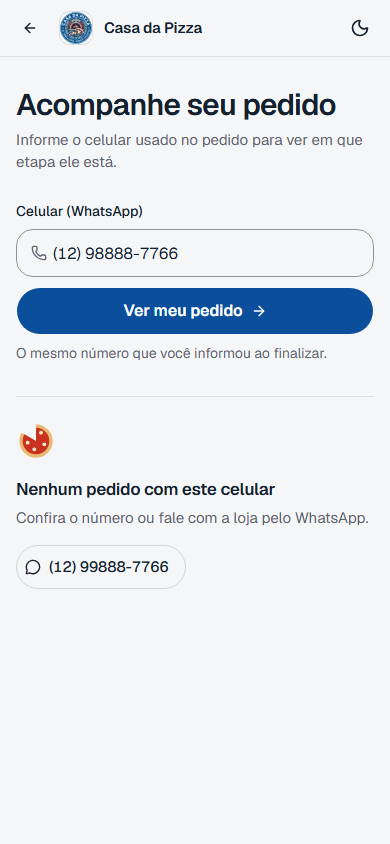 Casa da Pizza
Acompanhe seu pedido
Informe o celular usado no pedido para ver em que
etapa ele está.
Celular (WhatsApp)
(12) 98888-7766
Ver meu pedido
O mesmo número que você informou ao finalizar.
Nenhum pedido com este celular
Confira o número ou fale com a loja pelo WhatsApp.
(12) 99888-7766